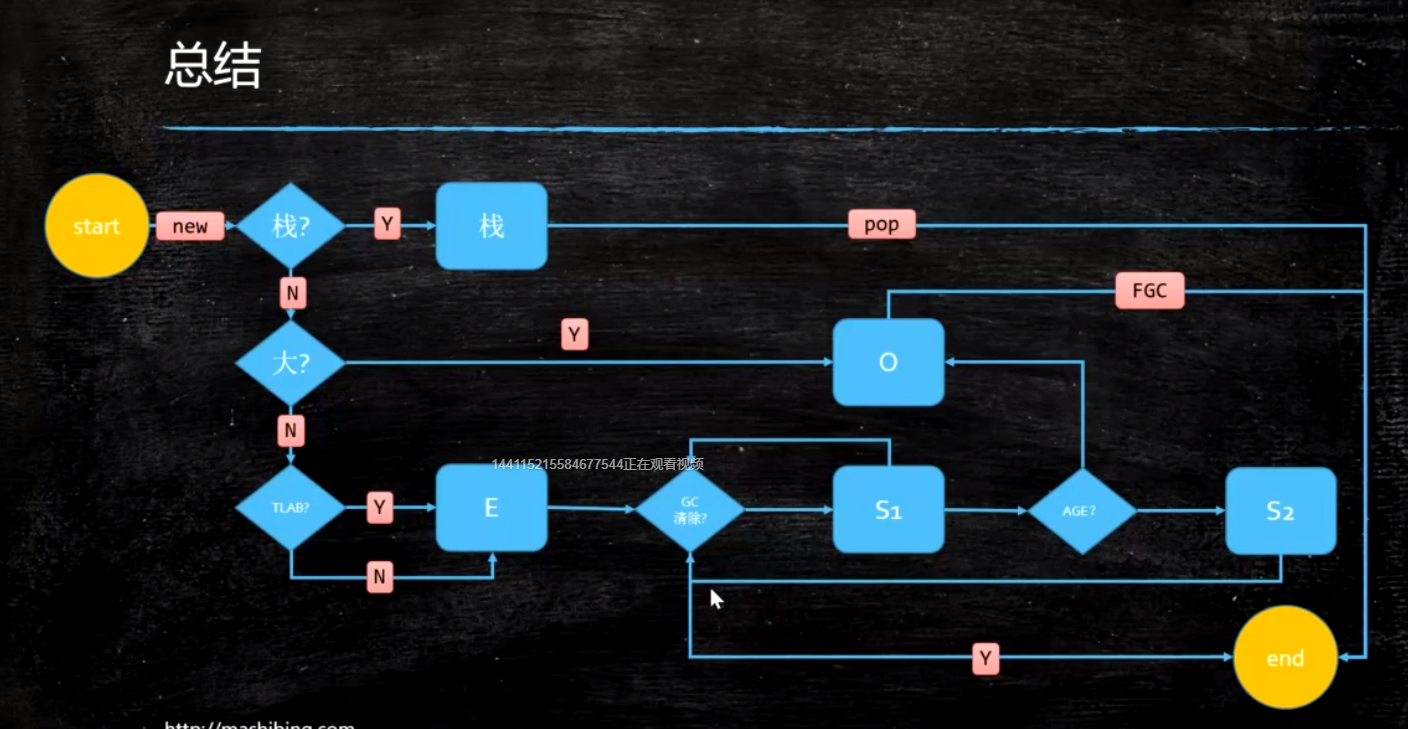 总结
start
new
栈?
Y
栈
pop
N
FGC
大?
Y
O
N
144115215584677544正在观看视频
TLAB?
Y
E
GC
清除?
S1
AGE?
S2
N
Y
end
http://mashibing.com